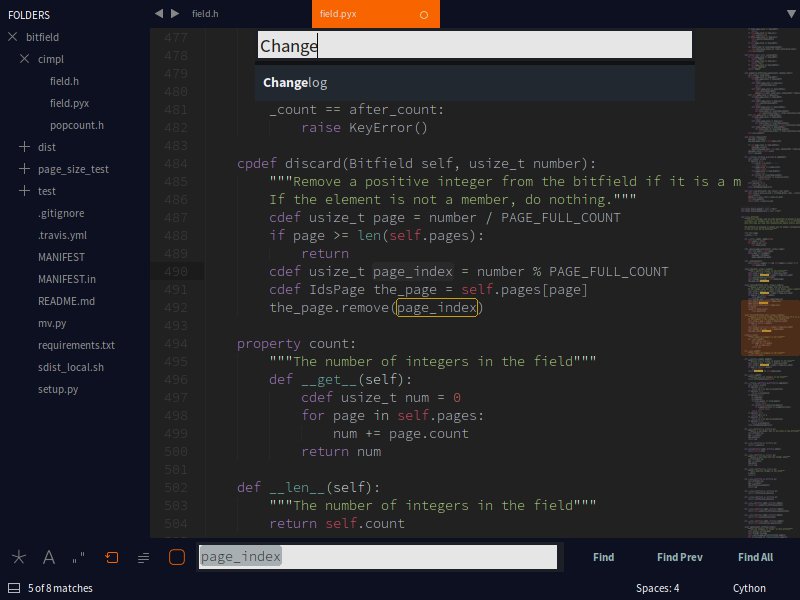 FOLDERS
bitfield
cimpl
field.h
field.pyx
popcount.h
dist
page_size_test
test
.gitignore
.travis.yml
MANIFEST
MANIFEST.in
README.md
mv.py
requirements.txt
sdist_local.sh
setup.py
field.h
field.pyx
Change
Changelog
477
478
479
480
481 _count == after_count:
482 raise KeyError()
483
484 cpdef discard(Bitfield self, usize_t number):
485 """Remove a positive integer from the bitfield if it is a m
486 If the element is not a member, do nothing."""
487 cdef usize_t page = number / PAGE_FULL_COUNT
488 if page >= len(self.pages):
489 return
490 cdef usize_t page_index = number % PAGE_FULL_COUNT
491 cdef IdsPage the_page = self.pages[page]
492 the_page.remove(page_index)
493
494 property count:
495 """The number of integers in the field"""
496 def __get__(self):
497 cdef usize_t num = 0
498 for page in self.pages:
499 num += page.count
500 return num
501
502 def __len__(self):
503 """The number of integers in the field"""
504 return self.count
page_index
Find
Find Prev
Find All
5 of 8 matches
Spaces: 4
Cython